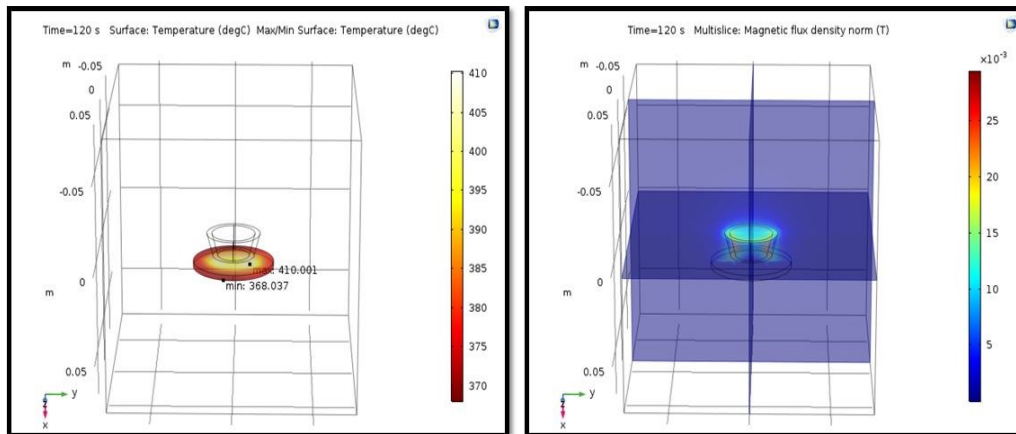 Time=120 s Surface: Temperature (degC) Max/Min Surface: Temperature (degC)
m
-0.05
0
0.05
-0.05
0
m
0.05
max: 410.001
min: 368.037
y
z
x
410
405
400
395
390
385
380
375
370
Time=120 s Multislice: Magnetic flux density norm (T)
m
-0.05
0
0.05
-0.05
0
m
0.05
y
z
x
×10⁻³
25
20
15
10
5